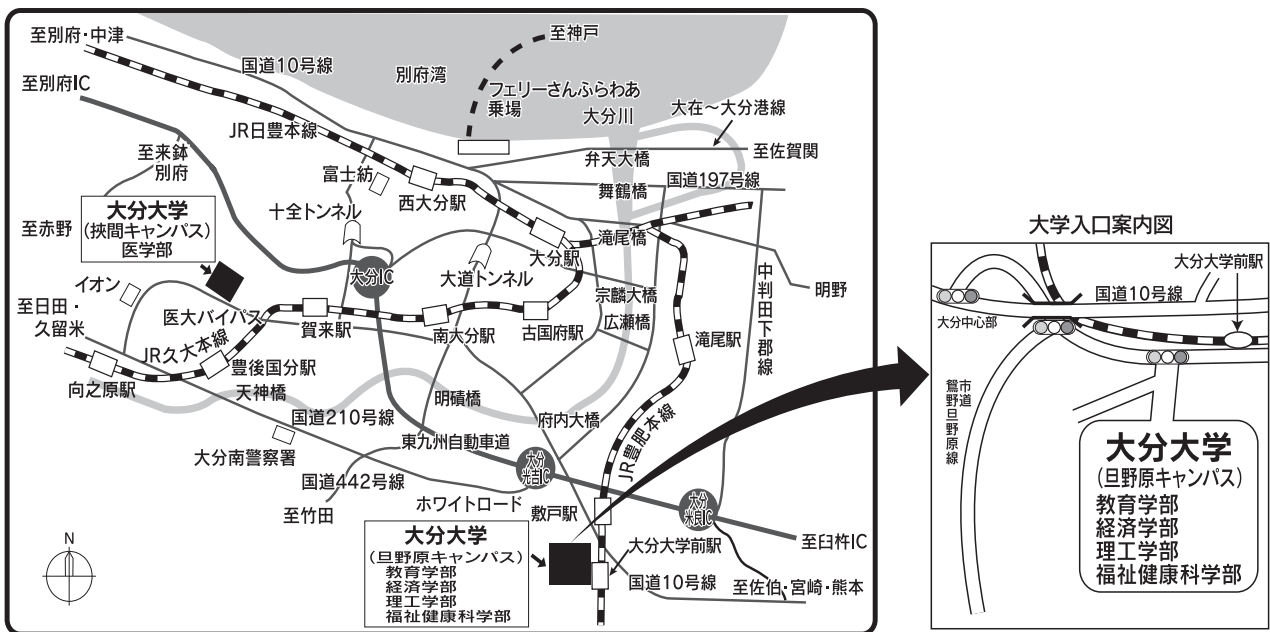 至別府・中津
至神戸
国道10号線
別府湾
至別府IC
フェリーさんふらわあ
乗場
大分川
大在～大分港線
JR日豊本線
至来鉢
別府
弁天大橋
至佐賀関
富士紡
国道197号線
舞鶴橋
西大分駅
大分大学
(挾間キャンパス)
医学部
十全トンネル
至赤野
滝尾橋
大分駅
大分IC
大道トンネル
中判田下郡線
明野
イオン
宗麟大橋
至日田・
久留米
医大バイパス
賀来駅
南大分駅
古国府駅
広瀬橋
滝尾駅
JR久大本線
豊後国分駅
向之原駅
天神橋
明磧橋
国道210号線
府内大橋
東九州自動車道
JR豊肥本線
大分南警察署
大分
光吉IC
国道442号線
ホワイトロード
敷戸駅
大分
米良IC
至竹田
大分大学
(旦野原キャンパス)
教育学部
経済学部
理工学部
福祉健康科学部
大分大学前駅
至臼杵IC
国道10号線
至佐伯・宮崎・熊本
N
大学入口案内図
大分大学前駅
国道10号線
大分中心部
市道
鴛野旦野原線
大分大学
(旦野原キャンパス)
教育学部
経済学部
理工学部
福祉健康科学部